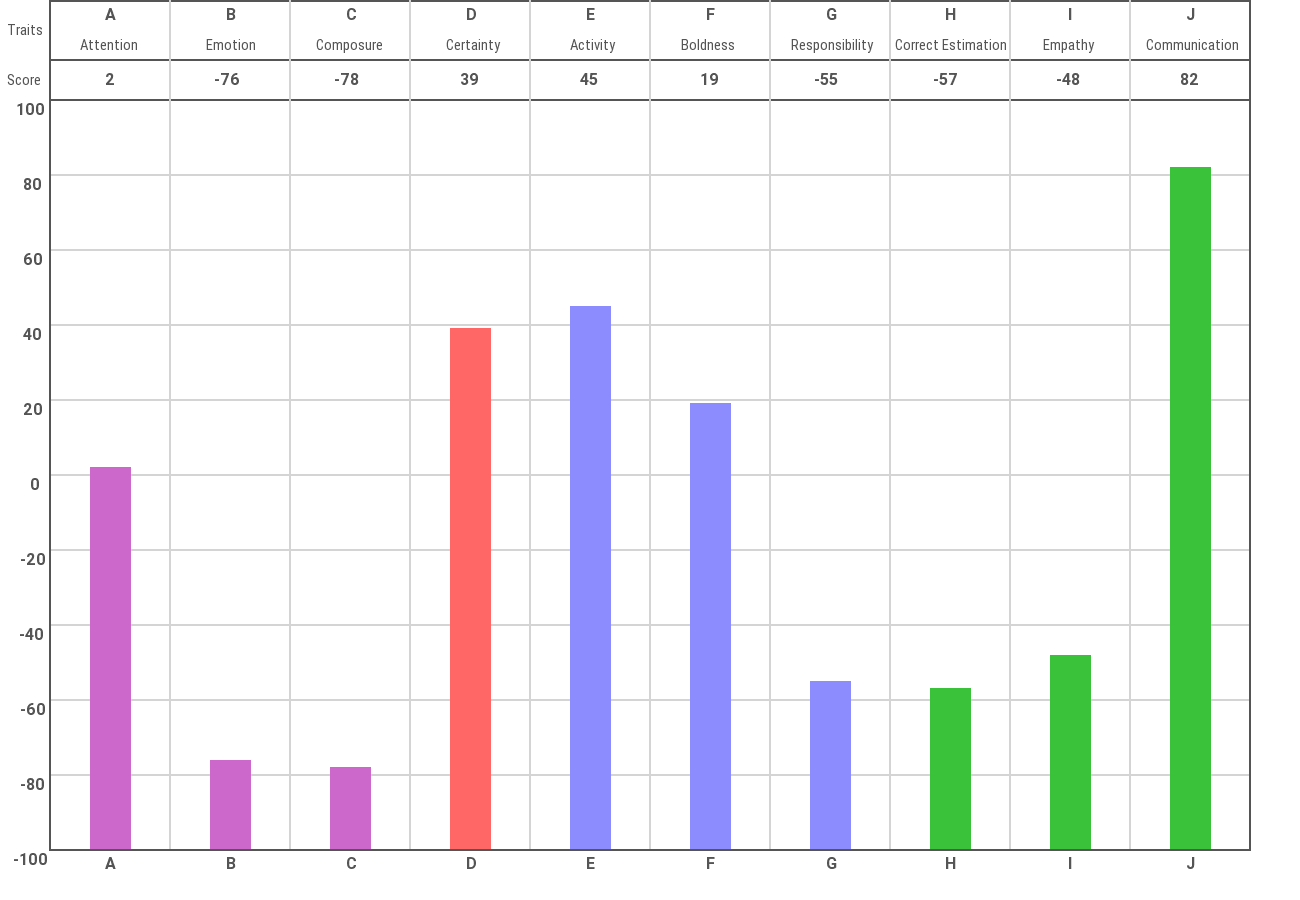 A B C D E F G H I J
Traits
Attention Emotion Composure Certainty Activity Boldness Responsibility Correct Estimation Empathy Communication
Score 2 -76 -78 39 45 19 -55 -57 -48 82
100
80
60
40
20
0
-20
-40
-60
-80
-100
A B C D E F G H I J